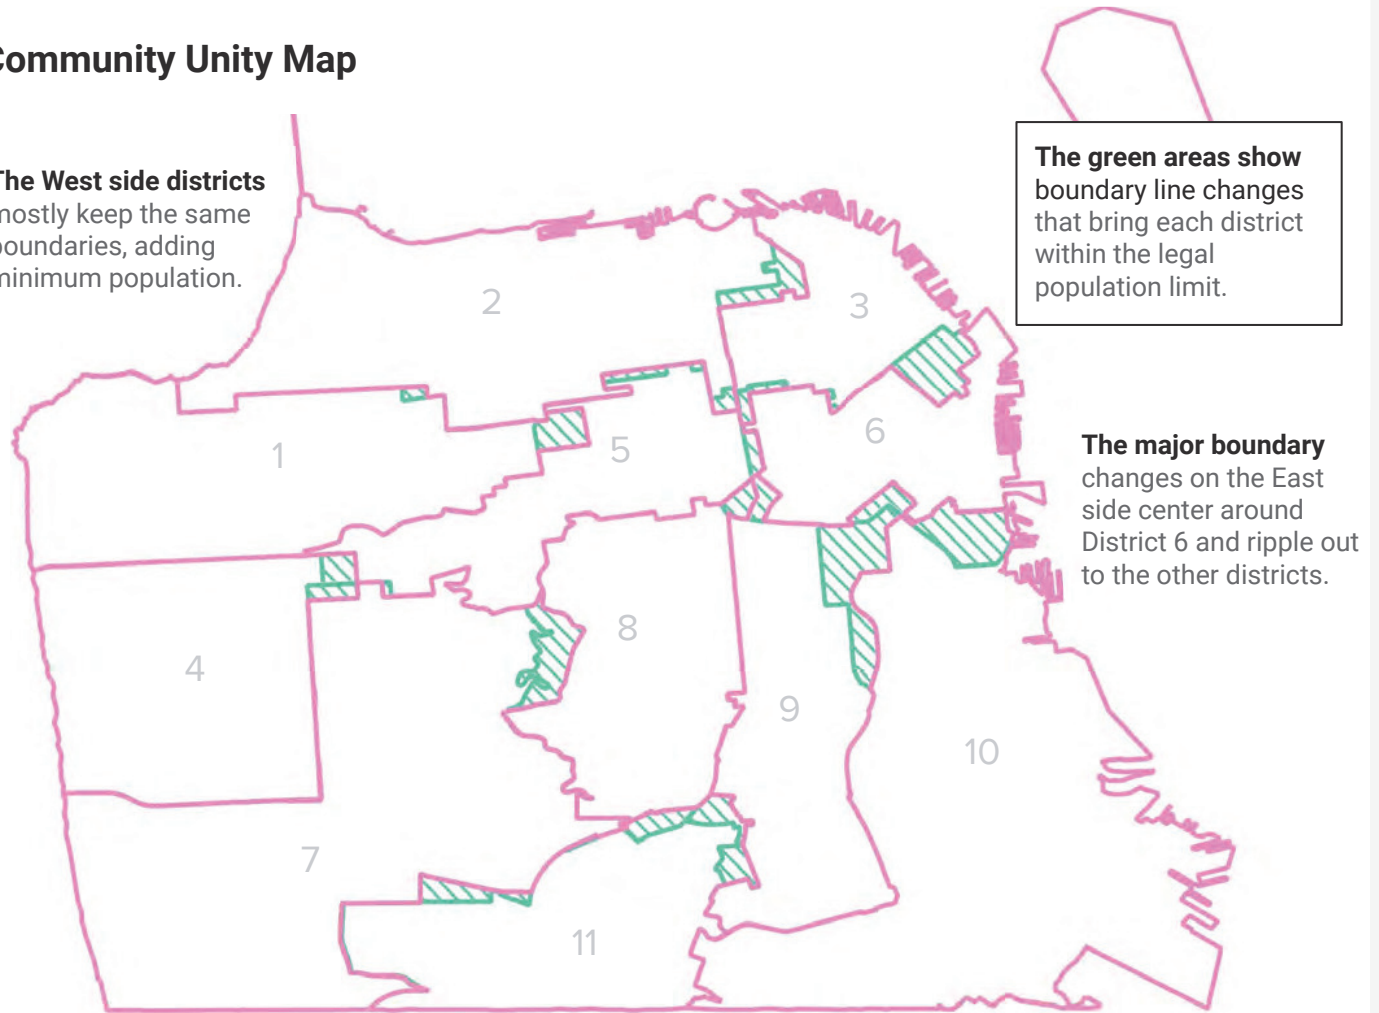 Community Unity Map
The West side districts
mostly keep the same
boundaries, adding
minimum population.
The green areas show
boundary line changes
that bring each district
within the legal
population limit.
2
3
1
5
6
The major boundary
changes on the East
side center around
District 6 and ripple out
to the other districts.
8
4
9
10
7
11